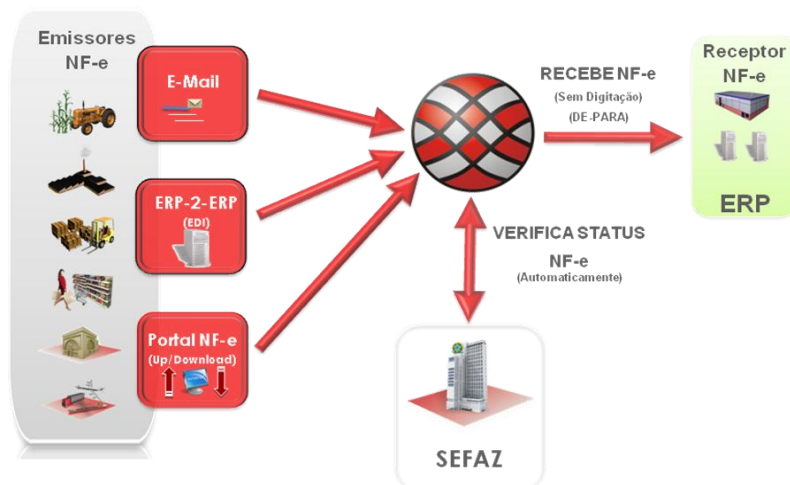 Emissores
NF-e
E-Mail
ERP-2-ERP
(EDI)
Portal NF-e
(Up/Download)
RECEBE NF-e
(Sem Digitação)
(DE-PARA)
VERIFICA STATUS
NF-e
(Automaticamente)
SEFAZ
Receptor
NF-e
ERP